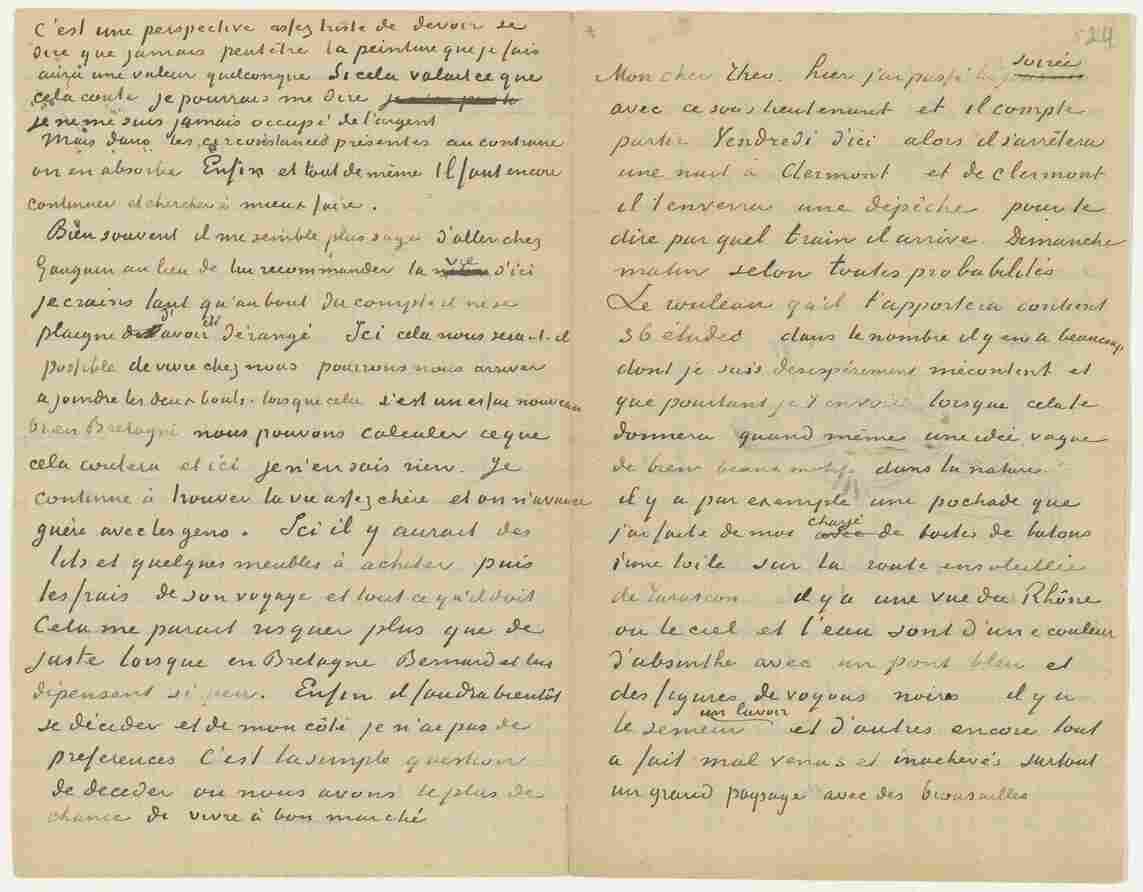 C'est une perspective assez triste de devoir se
dire que jamais peutêtre la peinture que je fais
aura une valeur quelconque. Si cela valait ce que
cela coute je pourrais me dire
je ne me suis jamais occupé de l'argent
Mais dans les circonstances présentes au contraire
on en absorbe Enfin et tout de même Il faut encore
continuer et chercher à mieux faire.
Bien souvent il me semble plus sage d'aller chez
Gauguin au lieu de lui recommander la vie d'ici
je crains tant qu'au bout du compte il ne se
plaigne d'avoir été dérangé Ici cela nous sera-t-il
possible de vivre chez nous pourrons nous arriver
a joindre les deux bouts. lorsque cela c'est un essai nouveau
bien Bretagne nous pouvons calculer ce que
cela coutera et ici je n'en sais rien. Je
continue à trouver la vie assez chère et on n'avance
guère avec les gens. Ici il y aurait des
lits et quelques meubles à acheter puis
les frais de son voyage et tout ce qu'il doit
Cela me parait risquer plus que de
juste lorsque en Bretagne Bernard et lui
dépensent si peu. Enfin il faudra bientôt
se décider et de mon côté je n'ai pas de
preferences C'est la simple question
de deceder où nous avons le plus de
chance de vivre à bon marché
24
Mon cher Theo. hier j'ai passé la soirée
avec ce sous lieutenant et il compte
partir Vendredi d'ici alors il s'arrêtera
une nuit à Clermont et de Clermont
il t'enverra une dépêche pour te
dire par quel train il arrive. Dimanche
matin selon toutes probabilités
Le rouleau qu'il t'apportera contient
36 études dans le nombre il y en a beaucoup
dont je suis desespérément mécontent et
que pourtant je t'envoie lorsque cela te
donnera quand même une idée vague
de bien beaux motifs dans la nature.
il y a par exemple une pochade que
j'ai faite de moi chargé de boites de batons
d'une toile sur la route ensoleillée
de Tarascon il y a une vue du Rhône
ou le ciel et l'eau sont d'une couleur
d'absinthe avec un pont bleu et
des figures de voyous noires il y a
le semeur un lavoir et d'autres encore tout
a fait mal venus et inachevés surtout
un grand paysage avec des brousailles